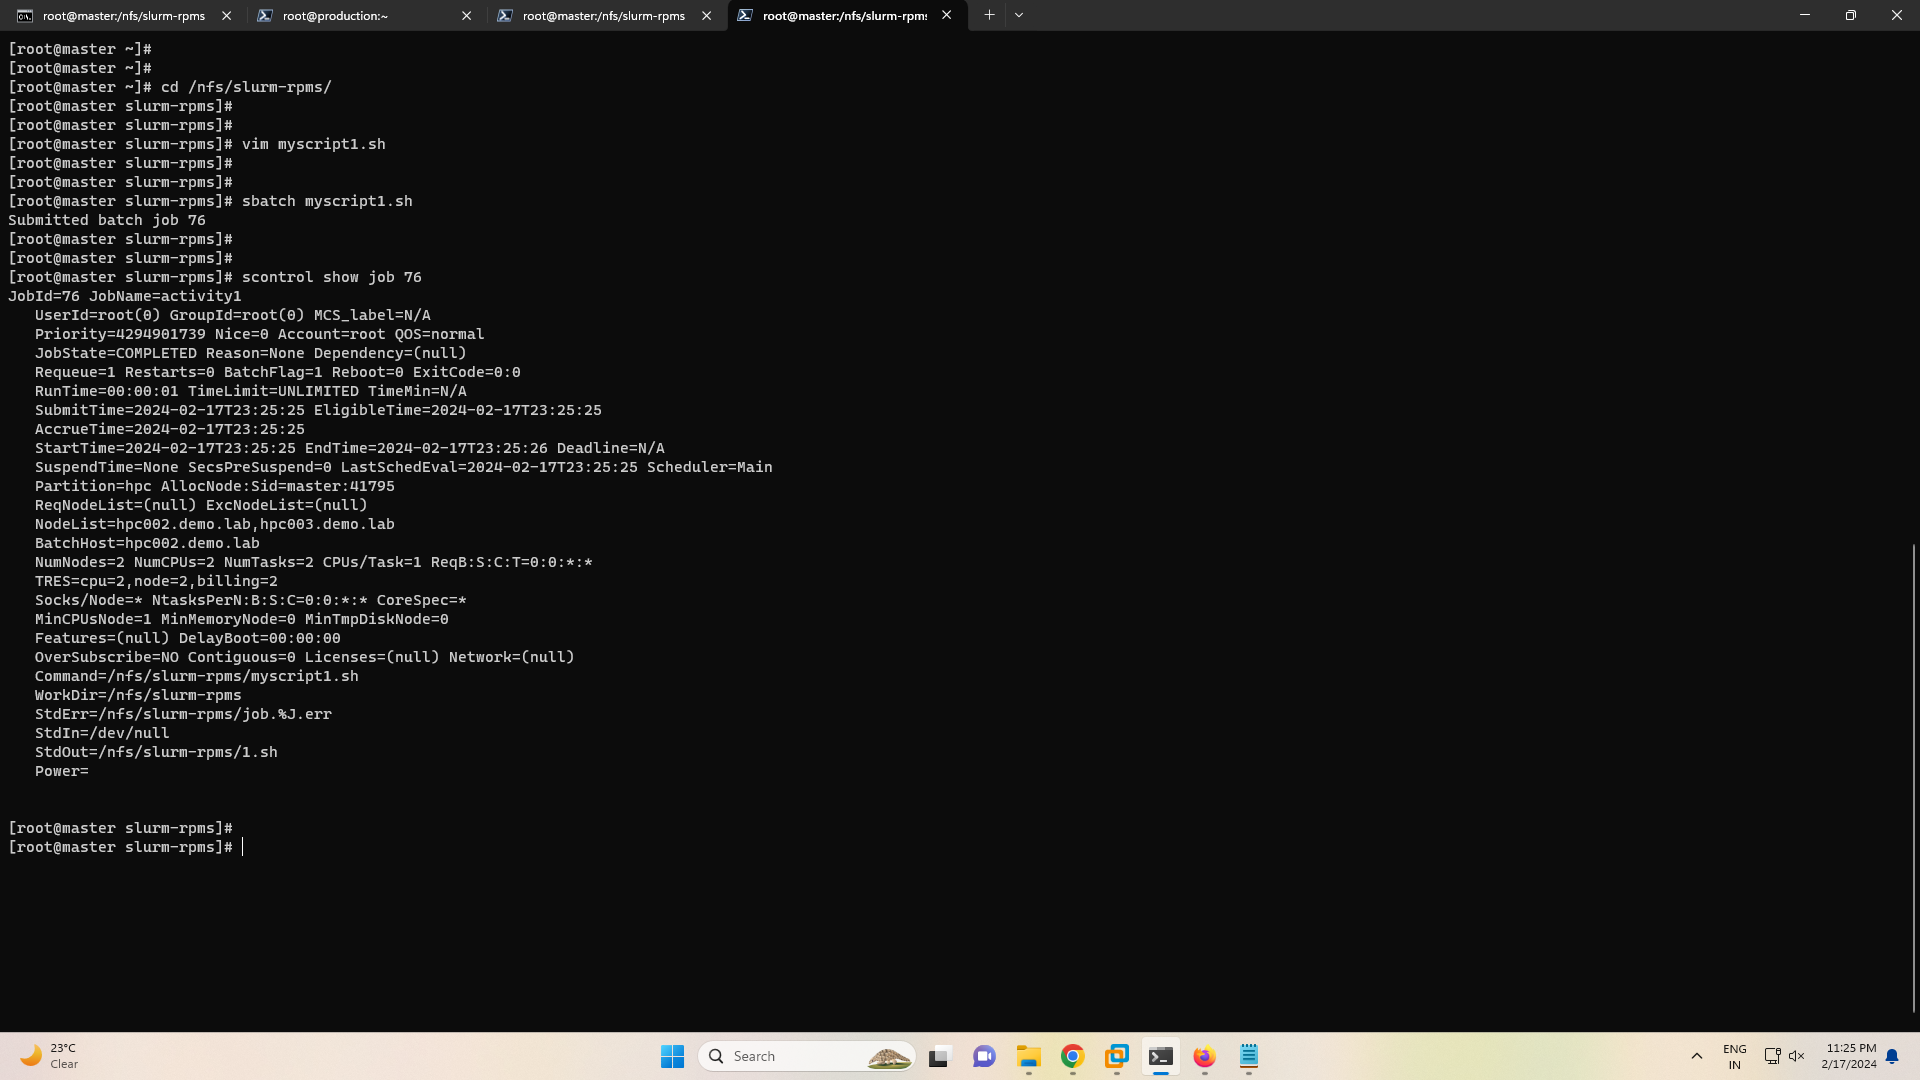 root@master:/nfs/slurm-rpms
root@production:~
root@master:/nfs/slurm-rpms
root@master:/nfs/slurm-rpms
[root@master ~]#
[root@master ~]#
[root@master ~]# cd /nfs/slurm-rpms/
[root@master slurm-rpms]#
[root@master slurm-rpms]#
[root@master slurm-rpms]# vim myscript1.sh
[root@master slurm-rpms]#
[root@master slurm-rpms]#
[root@master slurm-rpms]# sbatch myscript1.sh
Submitted batch job 76
[root@master slurm-rpms]#
[root@master slurm-rpms]#
[root@master slurm-rpms]# scontrol show job 76
JobId=76 JobName=activity1
   UserId=root(0) GroupId=root(0) MCS_label=N/A
   Priority=4294901739 Nice=0 Account=root QOS=normal
   JobState=COMPLETED Reason=None Dependency=(null)
   Requeue=1 Restarts=0 BatchFlag=1 Reboot=0 ExitCode=0:0
   RunTime=00:00:01 TimeLimit=UNLIMITED TimeMin=N/A
   SubmitTime=2024-02-17T23:25:25 EligibleTime=2024-02-17T23:25:25
   AccrueTime=2024-02-17T23:25:25
   StartTime=2024-02-17T23:25:25 EndTime=2024-02-17T23:25:26 Deadline=N/A
   SuspendTime=None SecsPreSuspend=0 LastSchedEval=2024-02-17T23:25:25 Scheduler=Main
   Partition=hpc AllocNode:Sid=master:41795
   ReqNodeList=(null) ExcNodeList=(null)
   NodeList=hpc002.demo.lab,hpc003.demo.lab
   BatchHost=hpc002.demo.lab
   NumNodes=2 NumCPUs=2 NumTasks=2 CPUs/Task=1 ReqB:S:C:T=0:0:*:*
   TRES=cpu=2,node=2,billing=2
   Socks/Node=* NtasksPerN:B:S:C=0:0:*:* CoreSpec=*
   MinCPUsNode=1 MinMemoryNode=0 MinTmpDiskNode=0
   Features=(null) DelayBoot=00:00:00
   OverSubscribe=NO Contiguous=0 Licenses=(null) Network=(null)
   Command=/nfs/slurm-rpms/myscript1.sh
   WorkDir=/nfs/slurm-rpms
   StdErr=/nfs/slurm-rpms/job.%J.err
   StdIn=/dev/null
   StdOut=/nfs/slurm-rpms/1.sh
   Power=
[root@master slurm-rpms]#
[root@master slurm-rpms]#
23°C
Clear
Search
ENG
IN
11:25 PM
2/17/2024